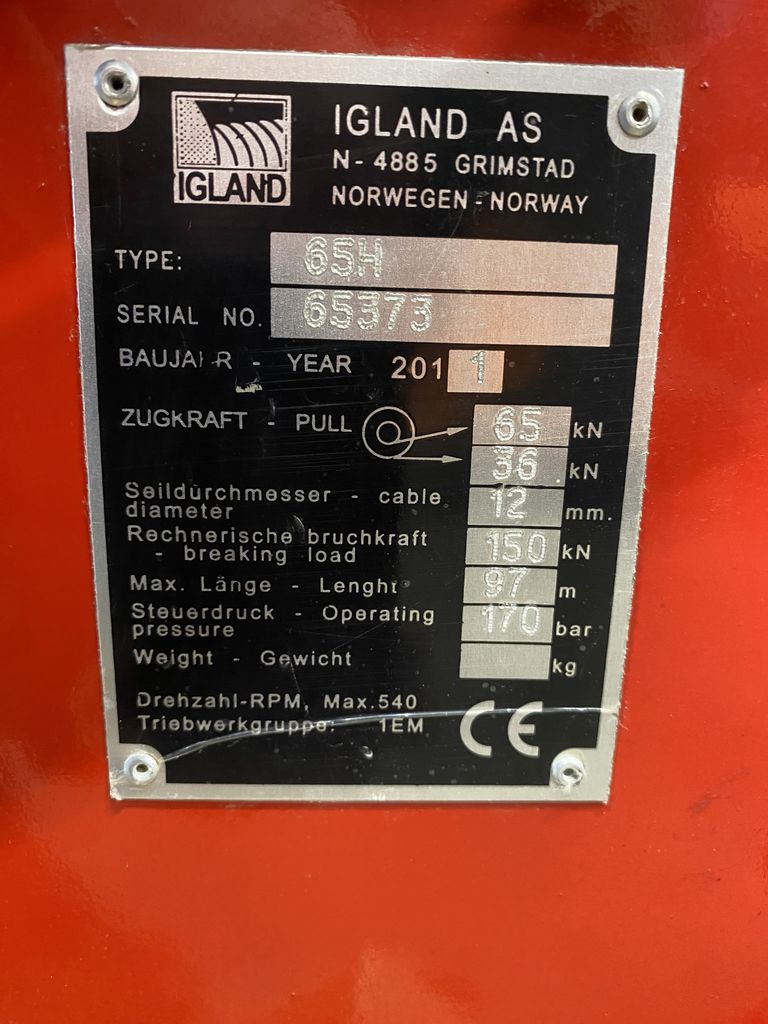 IGLAND
IGLAND AS
N-4885 GRIMSTAD
NORWEGEN-NORWAY
TYPE: 65H
SERIAL NO. 65373
BAUJAHR - YEAR 2011
ZUGKRAFT - PULL 65 kN
36 kN
Seildurchmesser - cable
diameter 12 mm.
Rechnerische bruchkraft
- breaking load 150 kN
Max. Länge - Lenght 97 m
Steuerdruck - Operating
pressure 170 bar
Weight - Gewicht kg
Drehzahl-RPM, Max.540
Triebwerkgruppe: 1EM
CE